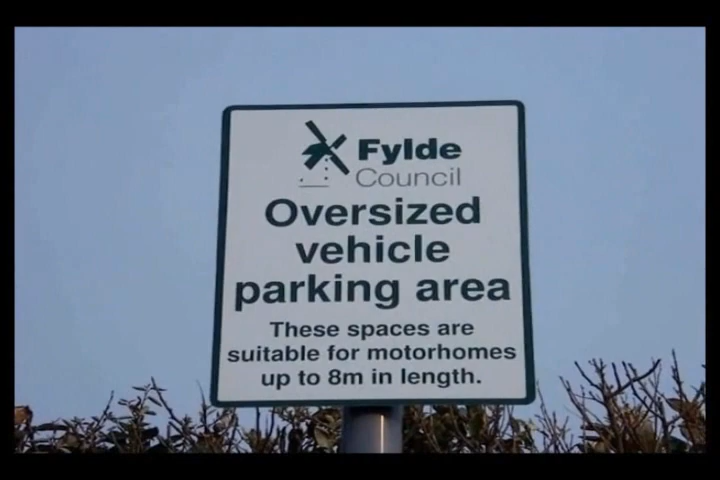 Fylde
Council
Oversized
vehicle
parking area
These spaces are
suitable for motorhomes
up to 8m in length.